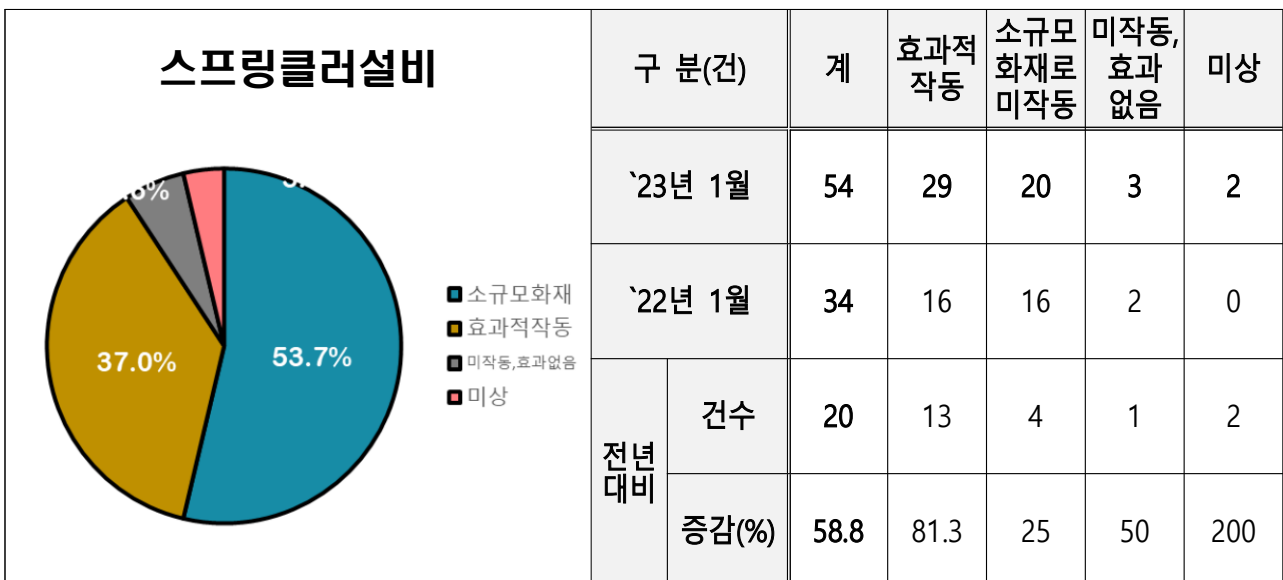 스프링클러설비
53.7%
37.0%
소규모화재
효과적작동
미작동,효과없음
미상
구 분(건) 계 효과적 작동 소규모 화재로 미작동 미작동, 효과 없음 미상
`23년 1월 54 29 20 3 2
`22년 1월 34 16 16 2 0
전년 대비
건수 20 13 4 1 2
증감(%) 58.8 81.3 25 50 200